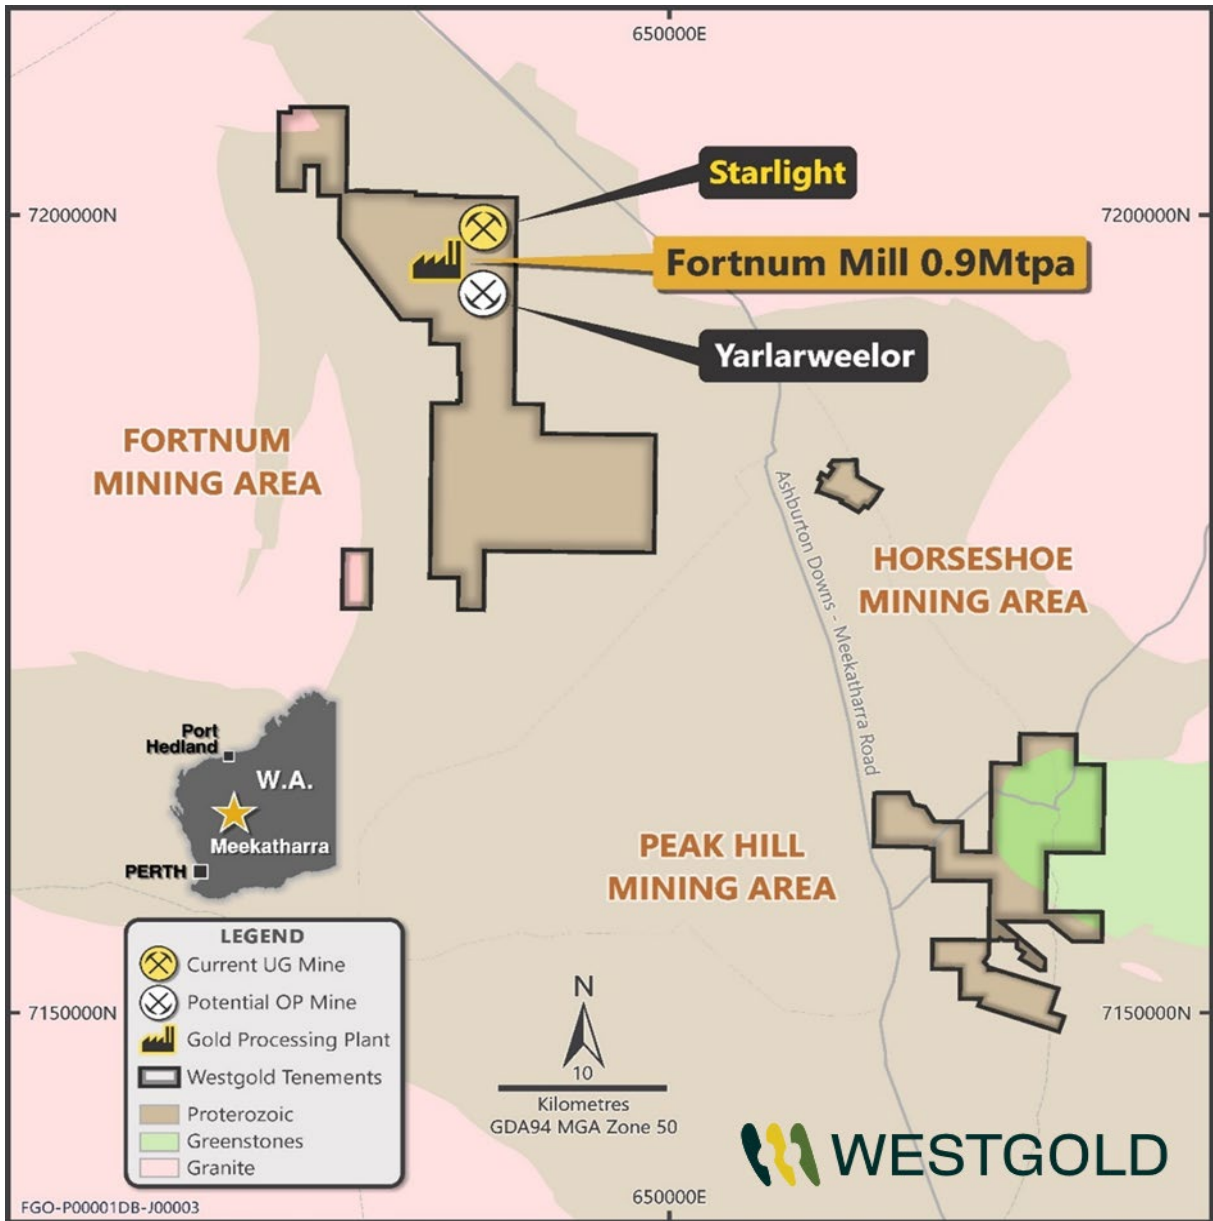 650000E
Starlight
7200000N
7200000N
Fortnum Mill 0.9Mtpa
Yarlarweelor
FORTNUM
MINING AREA
Ashburton Downs - Meekatharra Road
HORSESHOE
MINING AREA
Port
Hedland
W.A.
Meekatharra
PERTH
PEAK HILL
MINING AREA
LEGEND
Current UG Mine
Potential OP Mine
Gold Processing Plant
Westgold Tenements
Proterozoic
Greenstones
Granite
7150000N
7150000N
N
10
Kilometres
GDA94 MGA Zone 50
WESTGOLD
650000E
FGO-P00001DB-J00003